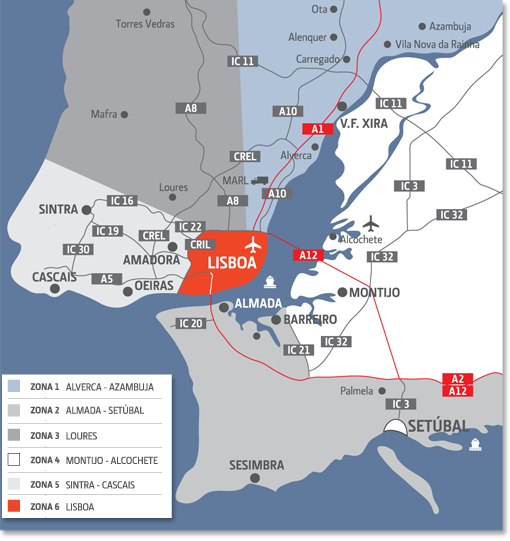 Ota
Torres Vedras
Azambuja
Alenquer
Vila Nova da Rainha
Carregado
IC 11
A8
A10
IC 11
Mafra
V.F. XIRA
A1
Alverca
CREL
IC 11
MARL
IC 3
Loures
A10
IC 16
A8
SINTRA
IC 32
IC 22
IC 19
CREL
CRIL
Alcochete
IC 30
AMADORA
LISBOA
A12
IC 32
CASCAIS
A5
OEIRAS
MONTIJO
ALMADA
IC 20
BARREIRO
IC 32
IC 21
A2
A12
Palmela
IC 3
SETÚBAL
SESIMBRA
ZONA 1 ALVERCA - AZAMBUJA
ZONA 2 ALMADA - SETÚBAL
ZONA 3 LOURES
ZONA 4 MONTIJO - ALCOCHETE
ZONA 5 SINTRA - CASCAIS
ZONA 6 LISBOA